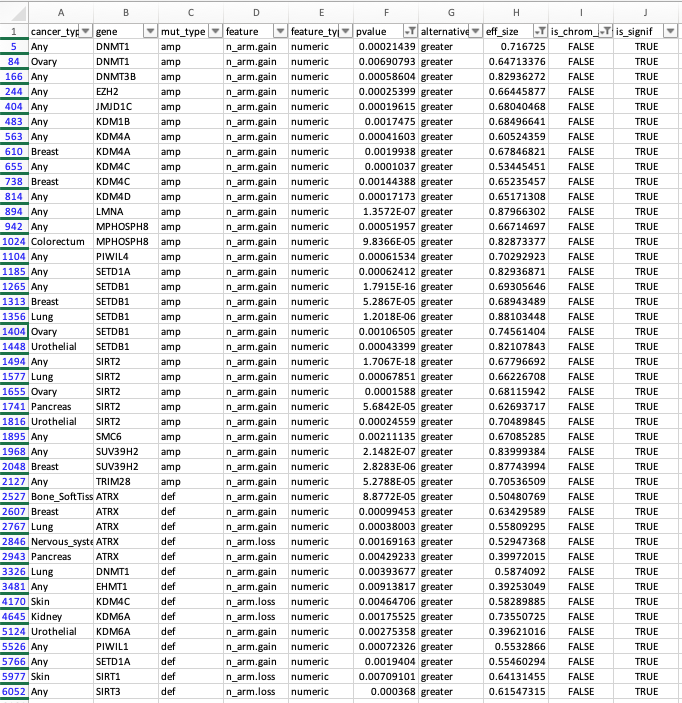 A B C D E F G H I J
1 cancer_typ gene mut_type feature feature_ty pvalue alternative eff_size is_chrom_ is_signif
5 Any DNMT1 amp n_arm.gain numeric 0.00021439 greater 0.716725 FALSE TRUE
84 Ovary DNMT1 amp n_arm.gain numeric 0.00690793 greater 0.64713376 FALSE TRUE
166 Any DNMT3B amp n_arm.gain numeric 0.00058604 greater 0.82936272 FALSE TRUE
244 Any EZH2 amp n_arm.gain numeric 0.00025399 greater 0.66445877 FALSE TRUE
404 Any JMJD1C amp n_arm.gain numeric 0.00019615 greater 0.68040468 FALSE TRUE
483 Any KDM1B amp n_arm.gain numeric 0.0017475 greater 0.68496641 FALSE TRUE
563 Any KDM4A amp n_arm.gain numeric 0.00041603 greater 0.60524359 FALSE TRUE
610 Breast KDM4A amp n_arm.gain numeric 0.0019938 greater 0.67846821 FALSE TRUE
655 Any KDM4C amp n_arm.gain numeric 0.0001037 greater 0.53445451 FALSE TRUE
738 Breast KDM4C amp n_arm.gain numeric 0.00144388 greater 0.65235457 FALSE TRUE
814 Any KDM4D amp n_arm.gain numeric 0.00017173 greater 0.65171308 FALSE TRUE
894 Any LMNA amp n_arm.gain numeric 1.3572E-07 greater 0.87966302 FALSE TRUE
942 Any MPHOSPH8 amp n_arm.gain numeric 0.00051957 greater 0.66714697 FALSE TRUE
1024 Colorectum MPHOSPH8 amp n_arm.gain numeric 9.8366E-05 greater 0.82873377 FALSE TRUE
1104 Any PIWIL4 amp n_arm.gain numeric 0.00061534 greater 0.70292923 FALSE TRUE
1185 Any SETD1A amp n_arm.gain numeric 0.00062412 greater 0.82936871 FALSE TRUE
1265 Any SETDB1 amp n_arm.gain numeric 1.7915E-16 greater 0.69305646 FALSE TRUE
1313 Breast SETDB1 amp n_arm.gain numeric 5.2867E-05 greater 0.68943489 FALSE TRUE
1356 Lung SETDB1 amp n_arm.gain numeric 1.2018E-06 greater 0.88103448 FALSE TRUE
1404 Ovary SETDB1 amp n_arm.gain numeric 0.00106505 greater 0.74561404 FALSE TRUE
1448 Urothelial SETDB1 amp n_arm.gain numeric 0.00043399 greater 0.82107843 FALSE TRUE
1494 Any SIRT2 amp n_arm.gain numeric 1.7067E-18 greater 0.67796692 FALSE TRUE
1577 Lung SIRT2 amp n_arm.gain numeric 0.00067851 greater 0.66226708 FALSE TRUE
1655 Ovary SIRT2 amp n_arm.gain numeric 0.0001588 greater 0.68115942 FALSE TRUE
1741 Pancreas SIRT2 amp n_arm.gain numeric 5.6842E-05 greater 0.62693717 FALSE TRUE
1816 Urothelial SIRT2 amp n_arm.gain numeric 0.00024559 greater 0.70489845 FALSE TRUE
1895 Any SMC6 amp n_arm.gain numeric 0.00211135 greater 0.67085285 FALSE TRUE
1968 Any SUV39H2 amp n_arm.gain numeric 2.1482E-07 greater 0.83999384 FALSE TRUE
2048 Breast SUV39H2 amp n_arm.gain numeric 2.8283E-06 greater 0.87743994 FALSE TRUE
2127 Any TRIM28 amp n_arm.gain numeric 5.2788E-05 greater 0.70536509 FALSE TRUE
2527 Bone_SoftTiss ATRX def n_arm.gain numeric 8.8772E-05 greater 0.50480769 FALSE TRUE
2607 Breast ATRX def n_arm.gain numeric 0.00099453 greater 0.63429589 FALSE TRUE
2767 Lung ATRX def n_arm.gain numeric 0.00038003 greater 0.55809295 FALSE TRUE
2846 Nervous_syste ATRX def n_arm.loss numeric 0.00169163 greater 0.52947368 FALSE TRUE
2943 Pancreas ATRX def n_arm.gain numeric 0.00429233 greater 0.39972015 FALSE TRUE
3326 Lung DNMT1 def n_arm.gain numeric 0.00393677 greater 0.5874092 FALSE TRUE
3481 Any EHMT1 def n_arm.gain numeric 0.00913817 greater 0.39253049 FALSE TRUE
4170 Skin KDM4C def n_arm.loss numeric 0.00464706 greater 0.58289885 FALSE TRUE
4645 Kidney KDM6A def n_arm.loss numeric 0.00175525 greater 0.73550725 FALSE TRUE
5124 Urothelial KDM6A def n_arm.gain numeric 0.00275358 greater 0.39621016 FALSE TRUE
5526 Any PIWIL1 def n_arm.gain numeric 0.00072326 greater 0.5532866 FALSE TRUE
5766 Any SETD1A def n_arm.gain numeric 0.0019404 greater 0.55460294 FALSE TRUE
5977 Skin SIRT1 def n_arm.loss numeric 0.00709101 greater 0.64131455 FALSE TRUE
6052 Any SIRT3 def n_arm.loss numeric 0.000368 greater 0.61547315 FALSE TRUE